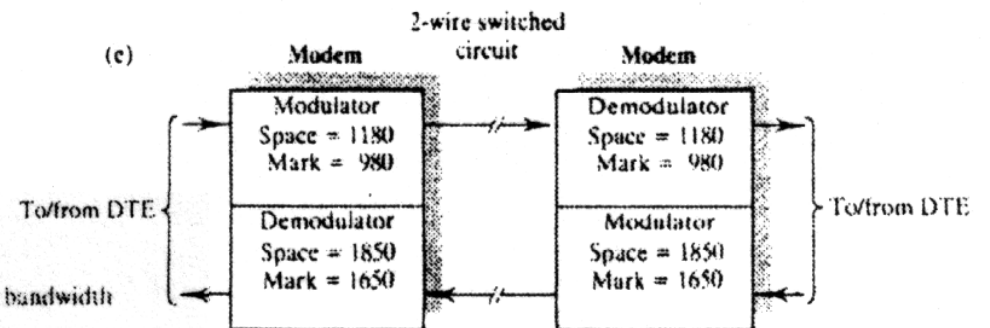 2-wire switched
circuit
(c)
Modem
Modem
Modulator
Space = 1180
Mark = 980
Demodulator
Space = 1180
Mark = 980
To/from DTE
To/from DTE
Demodulator
Space = 1850
Mark = 1650
Modulator
Space = 1850
Mark = 1650
bandwidth